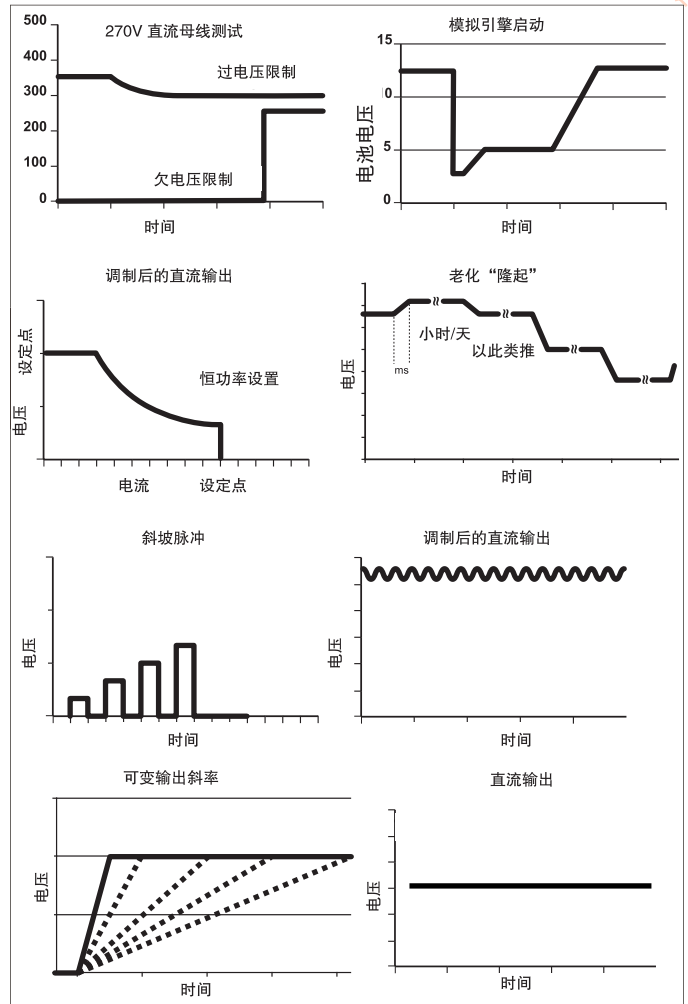 270V 直流母线测试
500
400
300
200
100
0
过电压限制
欠电压限制
时间
模拟引擎启动
15
10
5
0
电池电压
时间
调制后的直流输出
设定点
电压
恒功率设置
电流
设定点
老化“隆起”
电压
小时/天
以此类推
ms
时间
斜坡脉冲
电压
时间
调制后的直流输出
电压
时间
可变输出斜率
电压
时间
直流输出
电压
时间